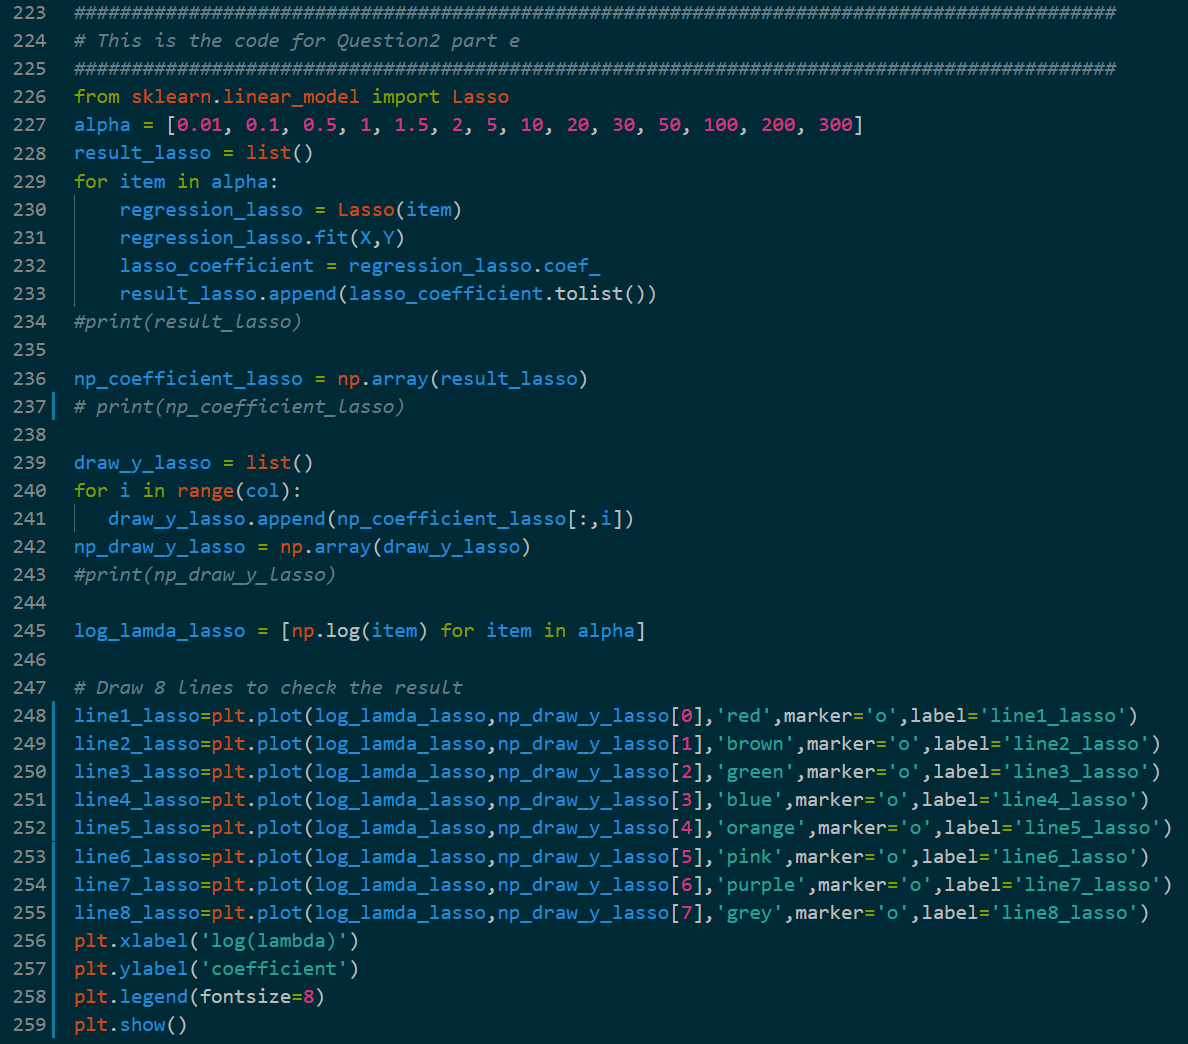 223 ###########################################################################################
224 # This is the code for Question2 part e
225 ###########################################################################################
226 from sklearn.linear_model import Lasso
227 alpha = [0.01, 0.1, 0.5, 1, 1.5, 2, 5, 10, 20, 30, 50, 100, 200, 300]
228 result_lasso = list()
229 for item in alpha:
230     regression_lasso = Lasso(item)
231     regression_lasso.fit(X,Y)
232     lasso_coefficient = regression_lasso.coef_
233     result_lasso.append(lasso_coefficient.tolist())
234 #print(result_lasso)
235
236 np_coefficient_lasso = np.array(result_lasso)
237 # print(np_coefficient_lasso)
238
239 draw_y_lasso = list()
240 for i in range(col):
241    draw_y_lasso.append(np_coefficient_lasso[:,i])
242 np_draw_y_lasso = np.array(draw_y_lasso)
243 #print(np_draw_y_lasso)
244
245 log_lamda_lasso = [np.log(item) for item in alpha]
246
247 # Draw 8 lines to check the result
248 line1_lasso=plt.plot(log_lamda_lasso,np_draw_y_lasso[0],'red',marker='o',label='line1_lasso')
249 line2_lasso=plt.plot(log_lamda_lasso,np_draw_y_lasso[1],'brown',marker='o',label='line2_lasso')
250 line3_lasso=plt.plot(log_lamda_lasso,np_draw_y_lasso[2],'green',marker='o',label='line3_lasso')
251 line4_lasso=plt.plot(log_lamda_lasso,np_draw_y_lasso[3],'blue',marker='o',label='line4_lasso')
252 line5_lasso=plt.plot(log_lamda_lasso,np_draw_y_lasso[4],'orange',marker='o',label='line5_lasso')
253 line6_lasso=plt.plot(log_lamda_lasso,np_draw_y_lasso[5],'pink',marker='o',label='line6_lasso')
254 line7_lasso=plt.plot(log_lamda_lasso,np_draw_y_lasso[6],'purple',marker='o',label='line7_lasso')
255 line8_lasso=plt.plot(log_lamda_lasso,np_draw_y_lasso[7],'grey',marker='o',label='line8_lasso')
256 plt.xlabel('log(lambda)')
257 plt.ylabel('coefficient')
258 plt.legend(fontsize=8)
259 plt.show()